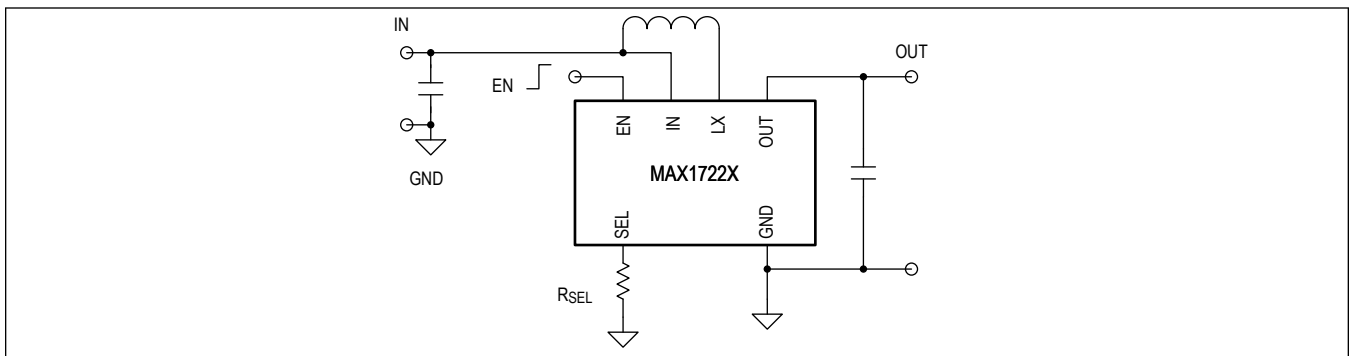 IN
OUT
EN
EN
IN
LX
OUT
MAX1722X
GND
SEL
GND
RSEL